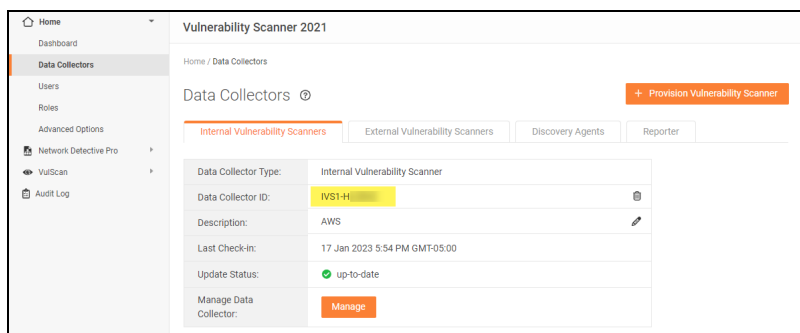 Home
Vulnerability Scanner 2021
Dashboard
Data Collectors
Users
Roles
Advanced Options
Network Detective Pro
VulScan
Audit Log
Home / Data Collectors
Data Collectors ?
+ Provision Vulnerability Scanner
Internal Vulnerability Scanners External Vulnerability Scanners Discovery Agents Reporter
Data Collector Type: Internal Vulnerability Scanner
Data Collector ID: IVS1-H
Description: AWS
Last Check-in: 17 Jan 2023 5:54 PM GMT-05:00
Update Status: up-to-date
Manage Data
Collector:
Manage